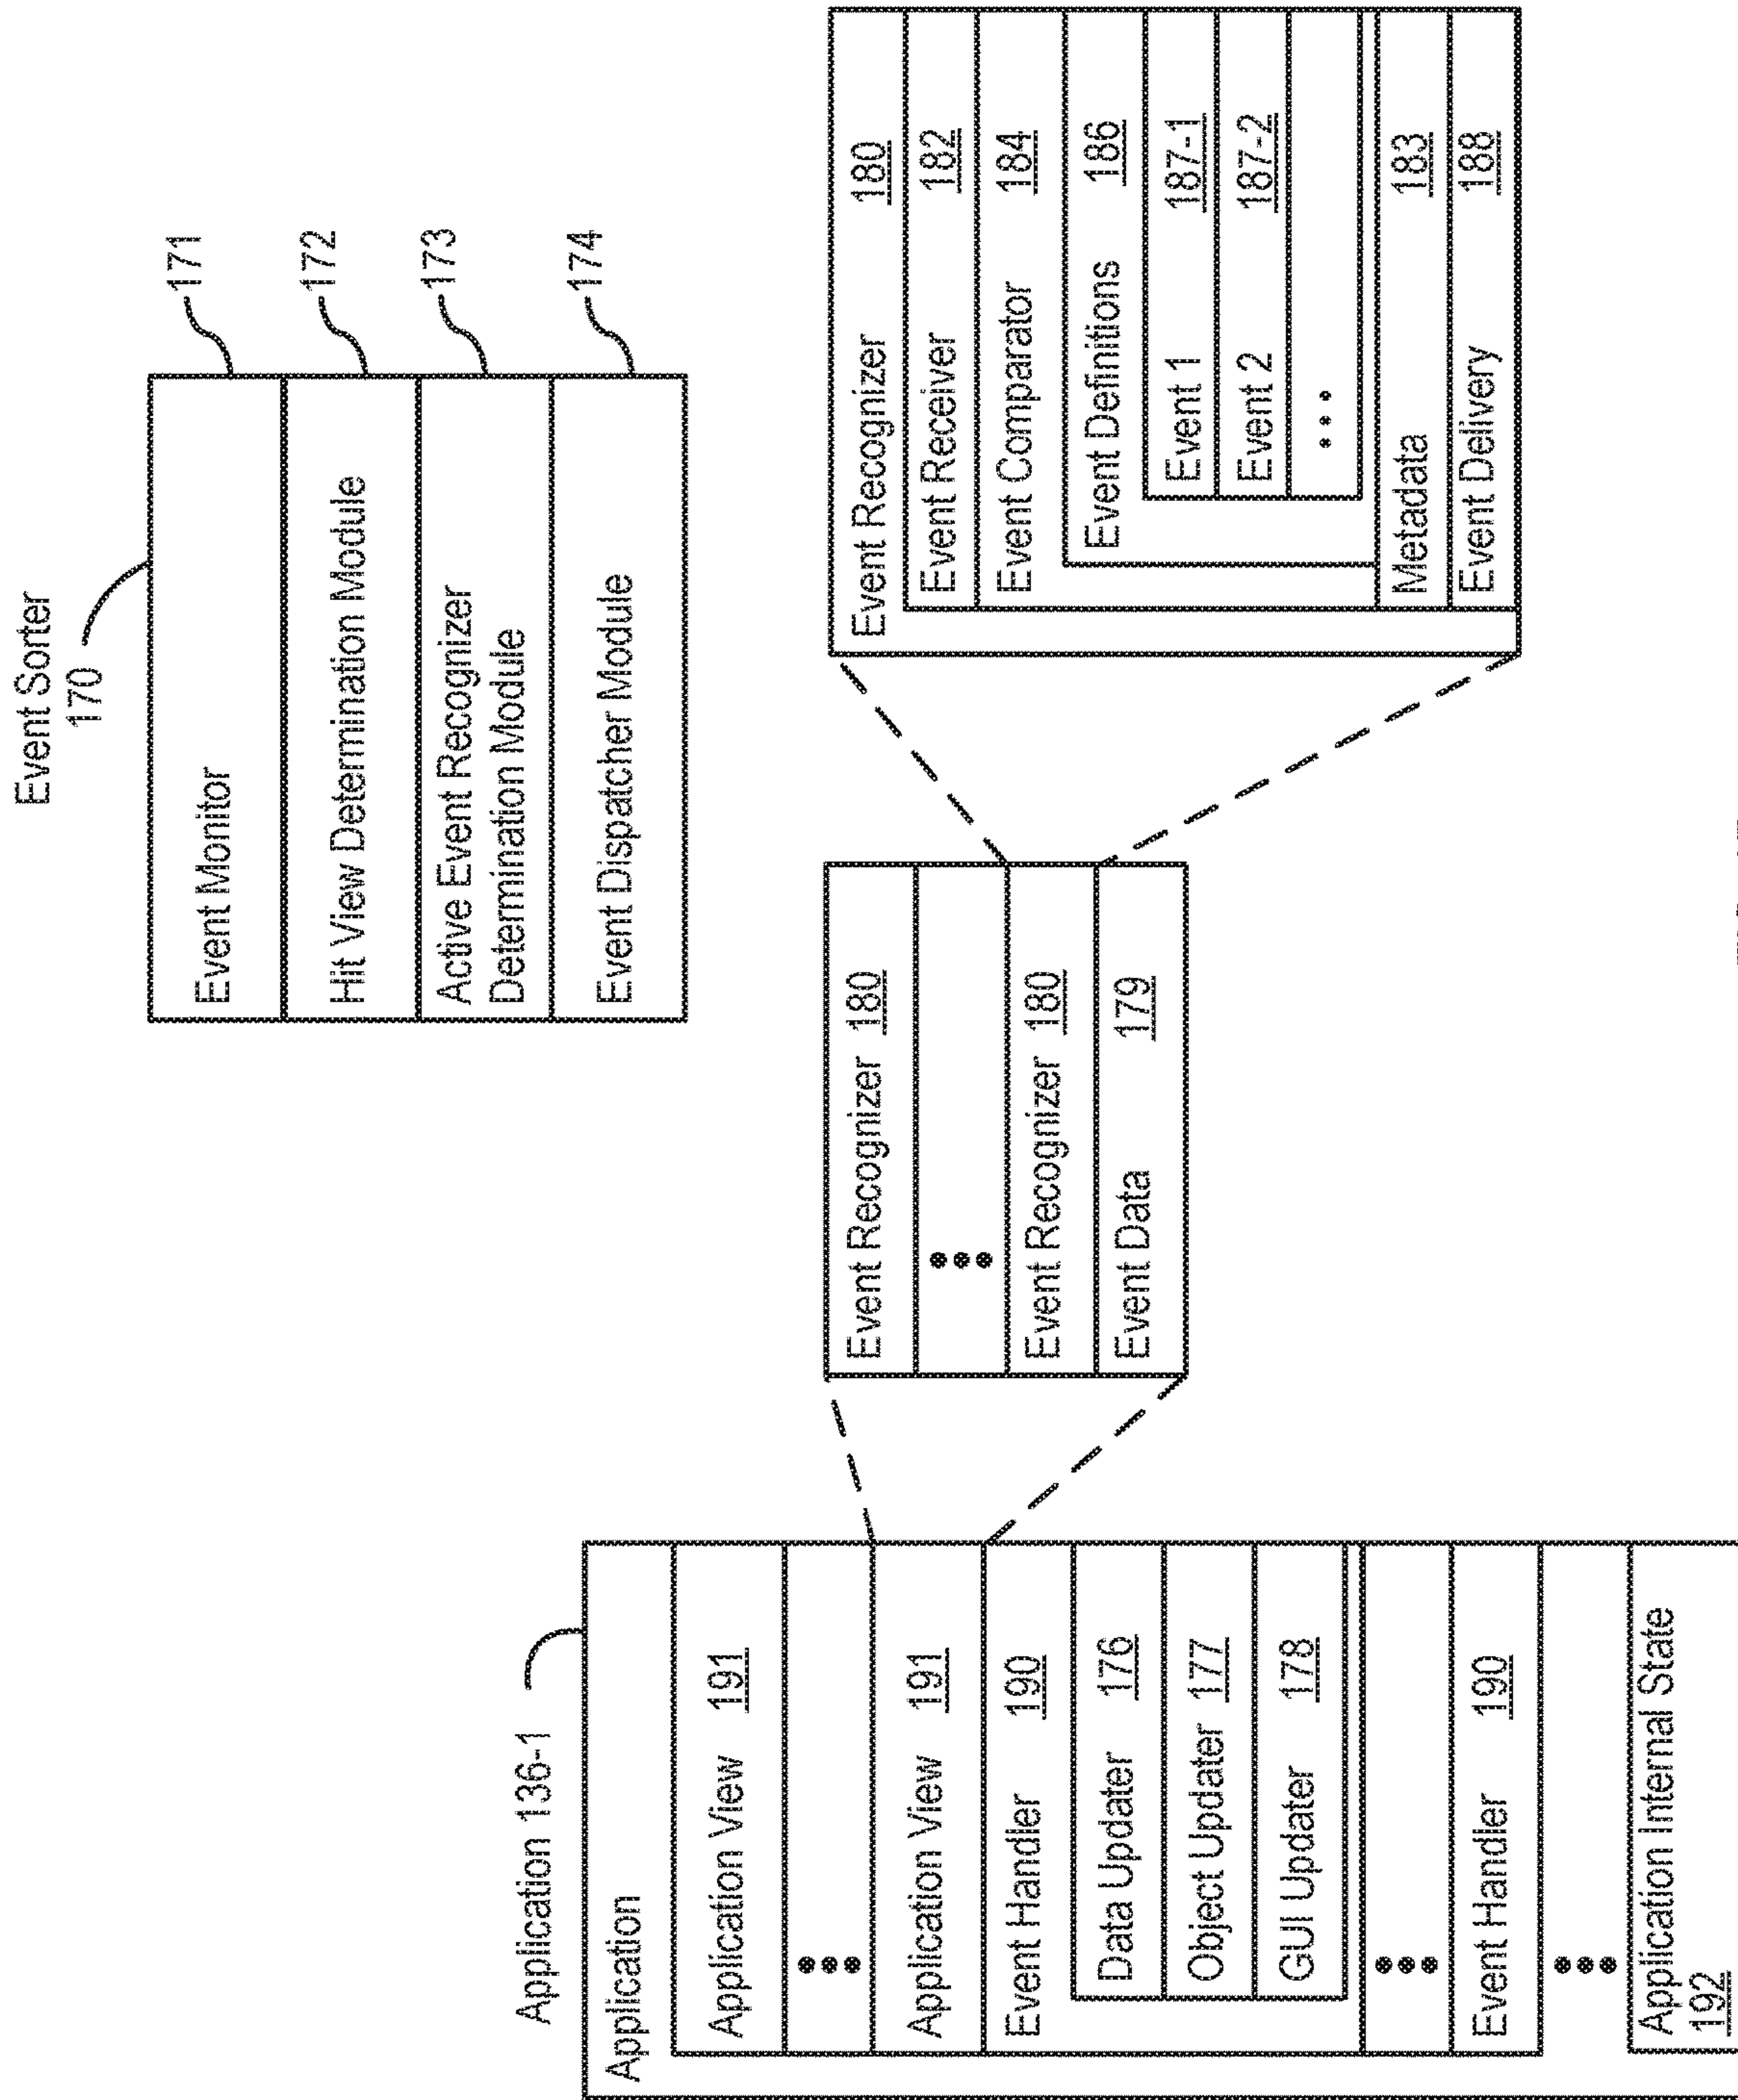 Event Sorter
170
Event Monitor
171
Hit View Determination Module
172
Active Event Recognizer
Determination Module
173
Event Dispatcher Module
174
Application 136-1
Application
Application View 191
•••
Application View 191
Event Handler 190
Data Updater 176
Object Updater 177
GUI Updater 178
•••
Event Handler 190
•••
Application Internal State
192
Event Recognizer 180
•••
Event Recognizer 180
Event Data 179
Event Recognizer 180
Event Receiver 182
Event Comparator 184
Event Definitions 186
Event 1 187-1
Event 2 187-2
•••
Metadata 183
Event Delivery 188